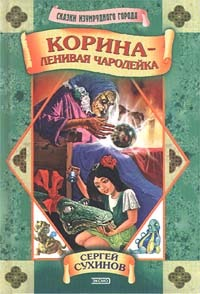 СКАЗКИ ИЗУМРУДНОГО ГОРОДА
КОРИНА-
ЛЕНИВАЯ ЧАРОДЕЙКА
СЕРГЕЙ
СУХИНОВ
ЭКСМО